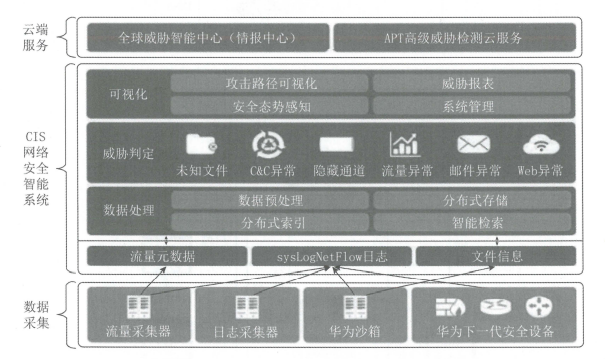 云端
服务
全球威胁智能中心（情报中心）
APT高级威胁检测云服务
CIS
网络
安全
智能
系统
可视化
攻击路径可视化
威胁报表
安全态势感知
系统管理
威胁判定
未知文件
C&C异常
隐藏通道
流量异常
邮件异常
Web异常
数据处理
数据预处理
分布式存储
分布式索引
智能检索
流量元数据
sysLogNetFlow日志
文件信息
数据
采集
流量采集器
日志采集器
华为沙箱
华为下一代安全设备